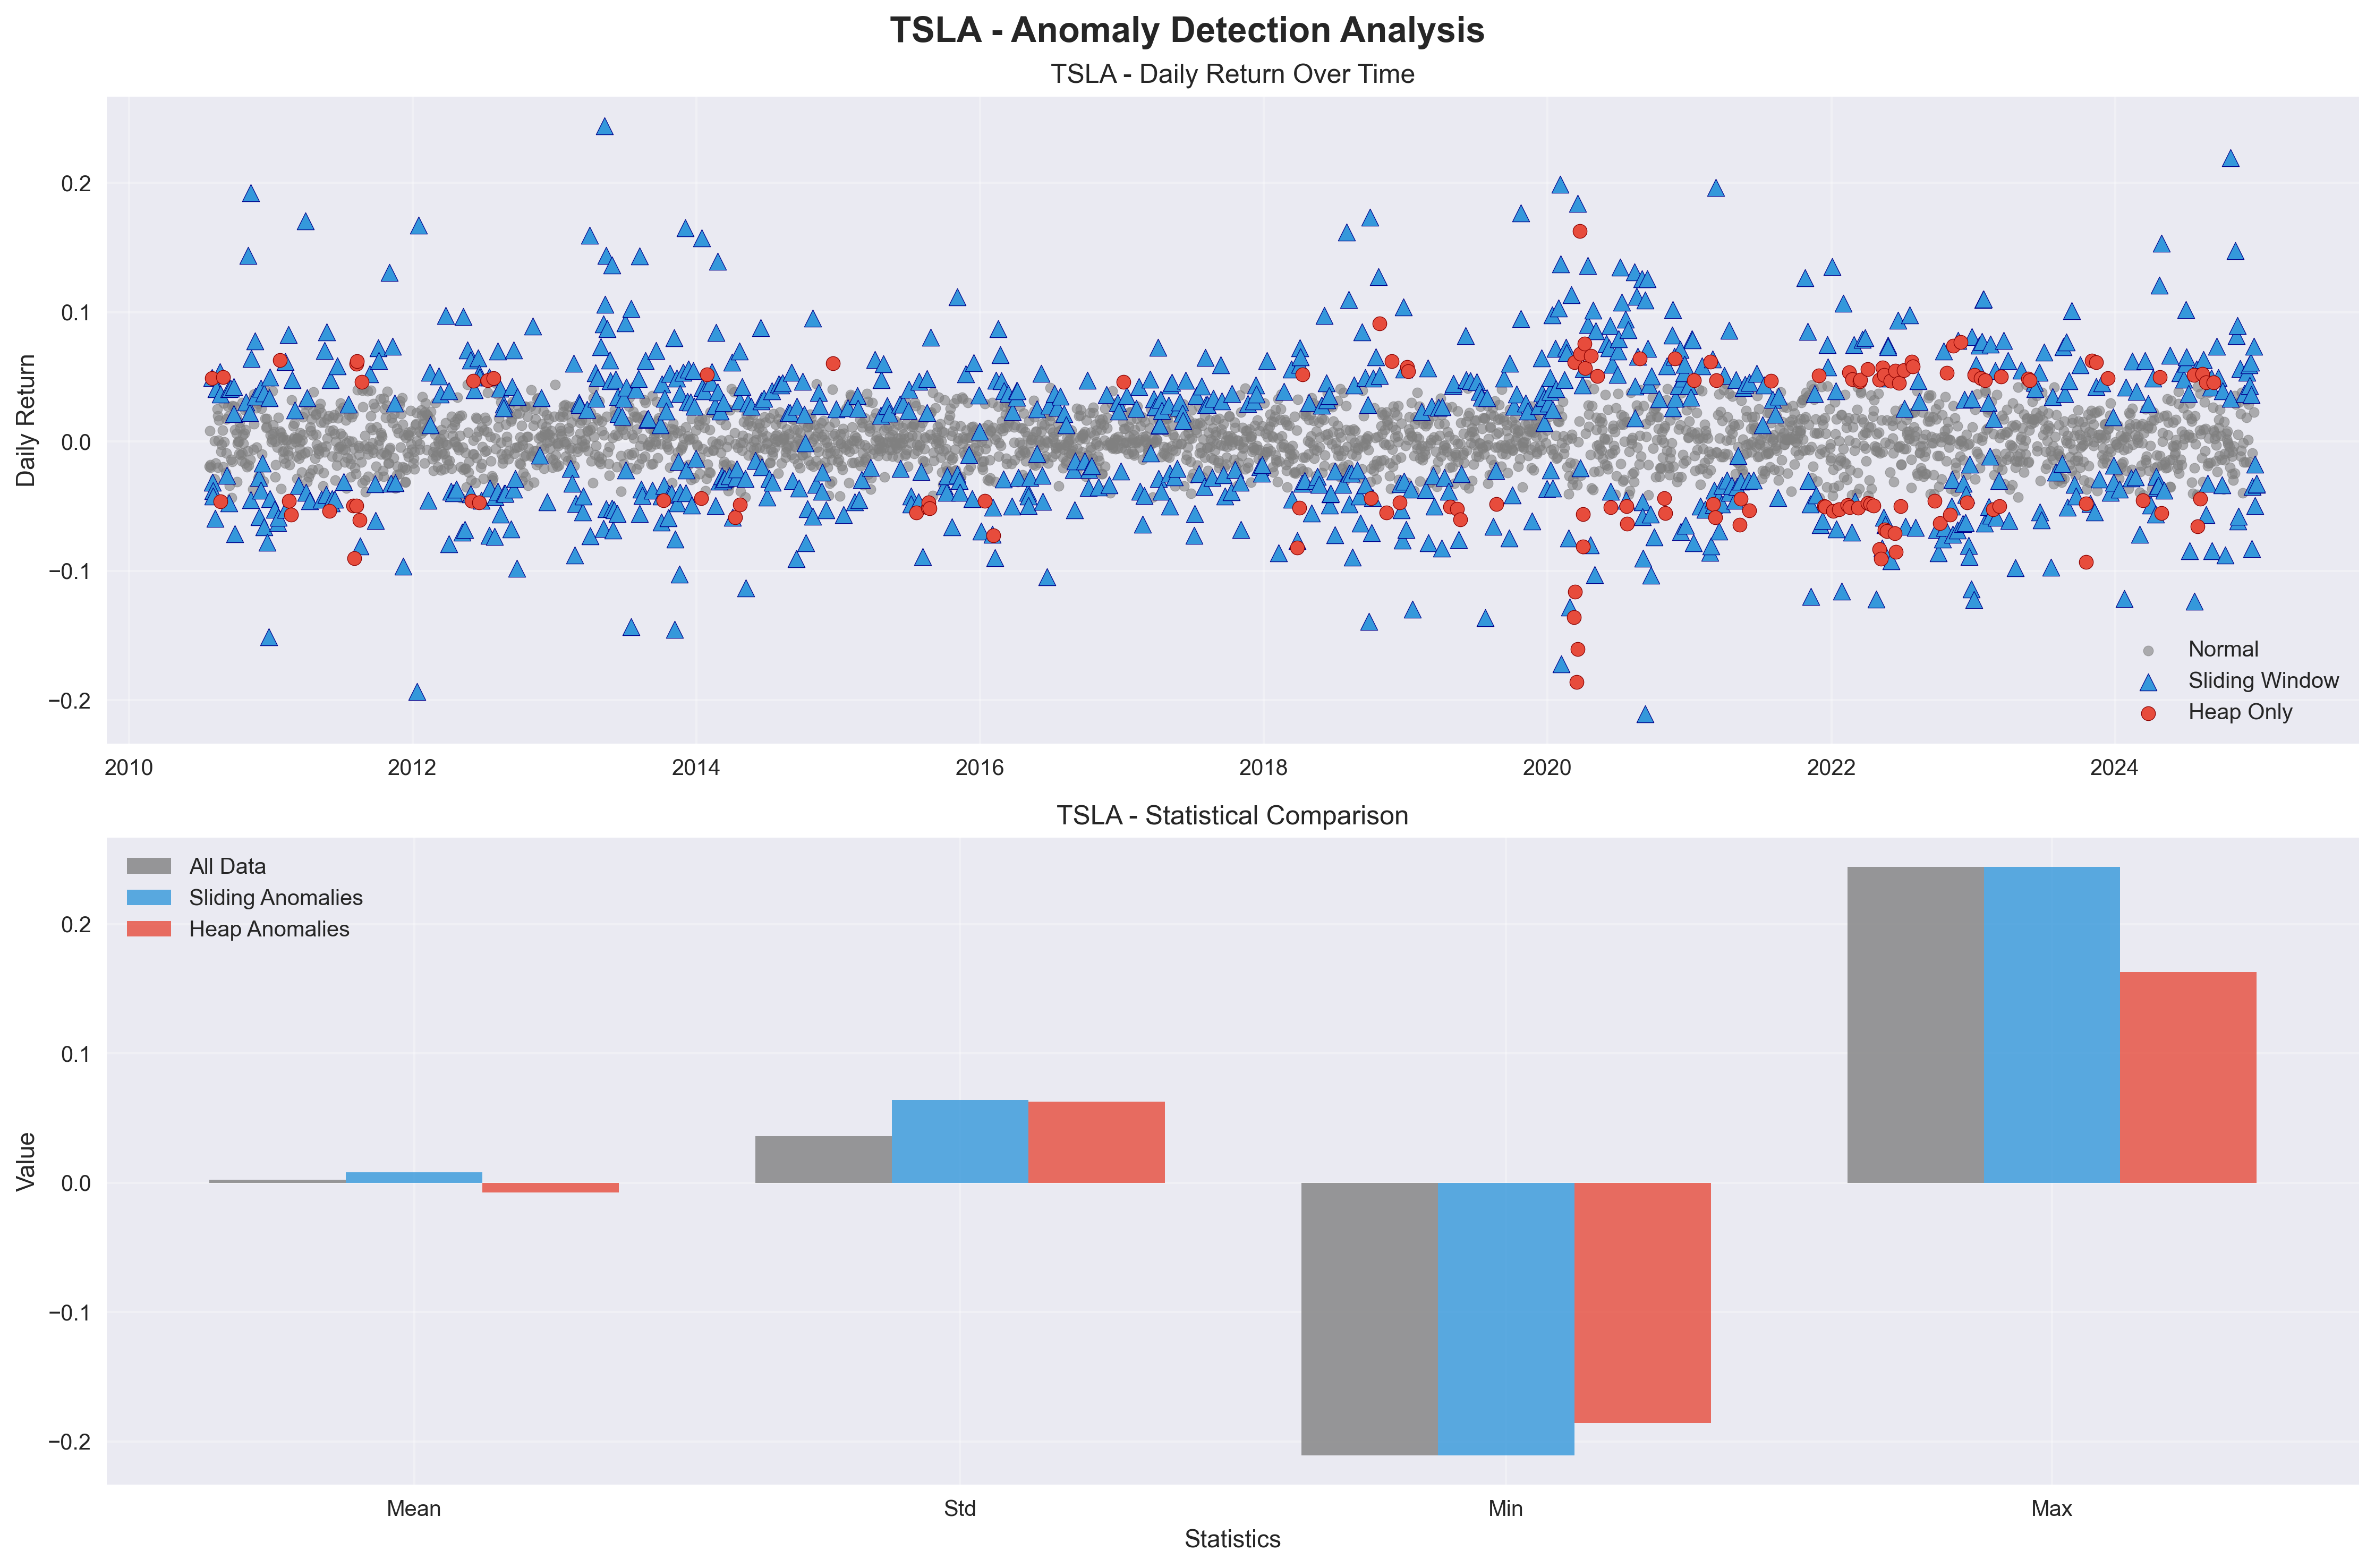 TSLA - Anomaly Detection Analysis
TSLA - Daily Return Over Time
Daily Return
0.2
0.1
0.0
−0.1
−0.2
2010 2012 2014 2016 2018 2020 2022 2024
Normal
Sliding Window
Heap Only
TSLA - Statistical Comparison
All Data
Sliding Anomalies
Heap Anomalies
Value
0.2
0.1
0.0
−0.1
−0.2
Mean Std Min Max
Statistics